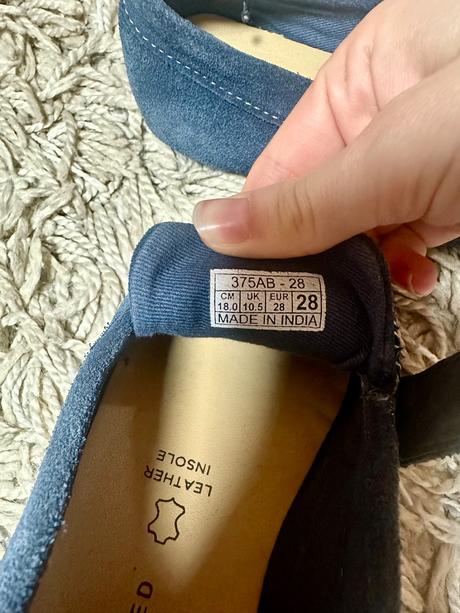 375AB - 28
CM UK EUR 28
18.0 10.5 28
MADE IN INDIA
LEATHER
INSOLE